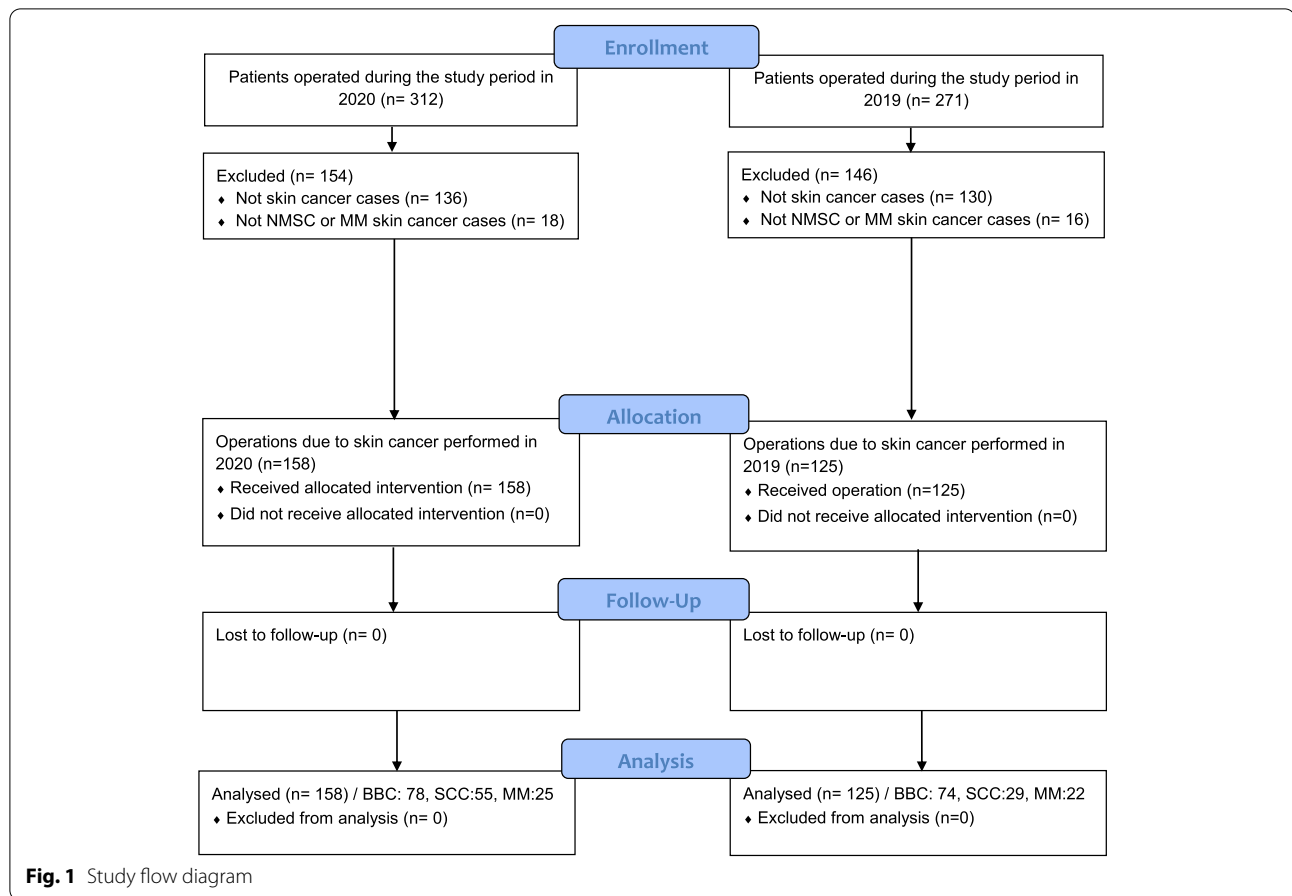 Enrollment
Patients operated during the study period in
2020 (n= 312)
Patients operated during the study period in
2019 (n= 271)
Excluded (n= 154)
♦ Not skin cancer cases (n= 136)
♦ Not NMSC or MM skin cancer cases (n= 18)
Excluded (n= 146)
♦ Not skin cancer cases (n= 130)
♦ Not NMSC or MM skin cancer cases (n= 16)
Allocation
Operations due to skin cancer performed in
2020 (n=158)
♦ Received allocated intervention (n= 158)
♦ Did not receive allocated intervention (n=0)
Operations due to skin cancer performed in
2019 (n=125)
♦ Received operation (n=125)
♦ Did not receive allocated intervention (n=0)
Follow-Up
Lost to follow-up (n= 0)
Lost to follow-up (n= 0)
Analysis
Analysed (n= 158) / BBC: 78, SCC:55, MM:25
♦ Excluded from analysis (n= 0)
Analysed (n= 125) / BBC: 74, SCC:29, MM:22
♦ Excluded from analysis (n=0)
Fig. 1 Study flow diagram